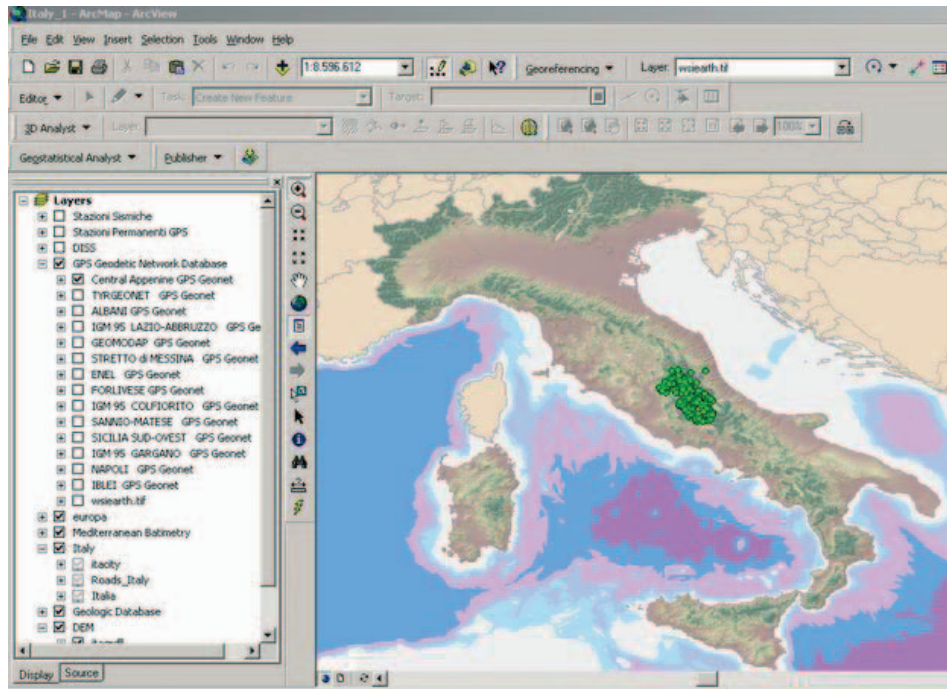 Italy_1 - ArcMap - ArcView
File Edit View Insert Selection Tools Window Help
1:8.596.612 Georeferencing Layer: wsiearth.tif
Editor Task: Create New Feature Target:
3D Analyst Layer: 100%
Geostatistical Analyst Publisher
Layers
Stazioni Sismiche
Stazioni Permanenti GPS
DISS
GPS Geodetic Network Database
Central Appenine GPS Geonet
TYRGEONET GPS Geonet
ALBANI GPS Geonet
IGM 95 LAZIO-ABRUZZO GPS Ge
GEOMODAP GPS Geonet
STRETTO di MESSINA GPS Geonet
ENEL GPS Geonet
FORLIVESE GPS Geonet
IGM 95 COLFIORITO GPS Geonet
SANNIO-MATESE GPS Geonet
SICILIA SUD-OVEST GPS Geonet
IGM 95 GARGANO GPS Geonet
NAPOLI GPS Geonet
IBLEI GPS Geonet
wsiearth.tif
europa
Mediterranean Batimetry
Italy
itacity
Roads_Italy
Italia
Geologic Database
DEM
Display Source